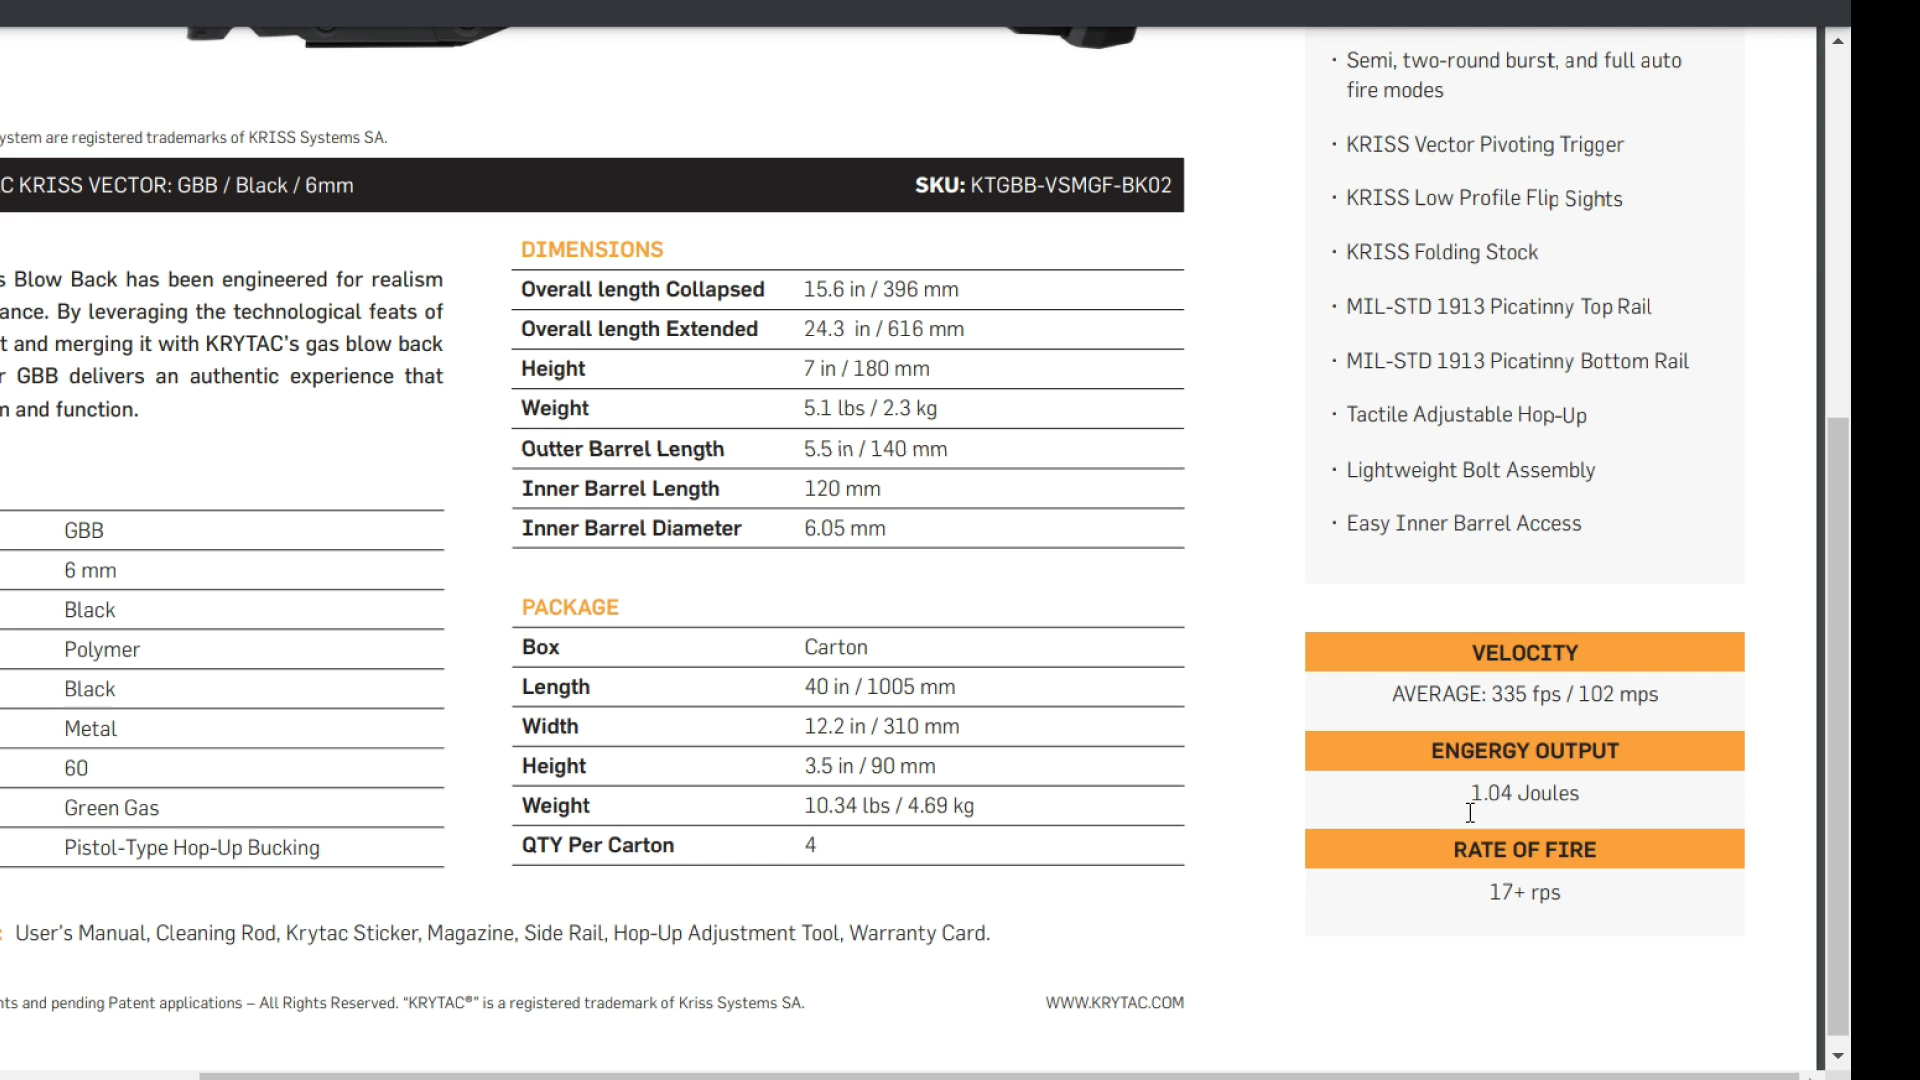 ystem are registered trademarks of KRISS Systems SA.
C KRISS VECTOR: GBB / Black / 6mm
SKU: KTGBB-VSMGF-BK02
s Blow Back has been engineered for realism
ance. By leveraging the technological feats of
t and merging it with KRYTAC's gas blow back
r GBB delivers an authentic experience that
n and function.
GBB
6 mm
Black
Polymer
Black
Metal
60
Green Gas
Pistol-Type Hop-Up Bucking
DIMENSIONS
Overall length Collapsed 15.6 in / 396 mm
Overall length Extended 24.3 in / 616 mm
Height 7 in / 180 mm
Weight 5.1 lbs / 2.3 kg
Outter Barrel Length 5.5 in / 140 mm
Inner Barrel Length 120 mm
Inner Barrel Diameter 6.05 mm
PACKAGE
Box Carton
Length 40 in / 1005 mm
Width 12.2 in / 310 mm
Height 3.5 in / 90 mm
Weight 10.34 lbs / 4.69 kg
QTY Per Carton 4
: User's Manual, Cleaning Rod, Krytac Sticker, Magazine, Side Rail, Hop-Up Adjustment Tool, Warranty Card.
nts and pending Patent applications – All Rights Reserved. "KRYTAC®" is a registered trademark of Kriss Systems SA.
WWW.KRYTAC.COM
· Semi, two-round burst, and full auto
fire modes
· KRISS Vector Pivoting Trigger
· KRISS Low Profile Flip Sights
· KRISS Folding Stock
· MIL-STD 1913 Picatinny Top Rail
· MIL-STD 1913 Picatinny Bottom Rail
· Tactile Adjustable Hop-Up
· Lightweight Bolt Assembly
· Easy Inner Barrel Access
VELOCITY
AVERAGE: 335 fps / 102 mps
ENGERGY OUTPUT
1.04 Joules
RATE OF FIRE
17+ rps